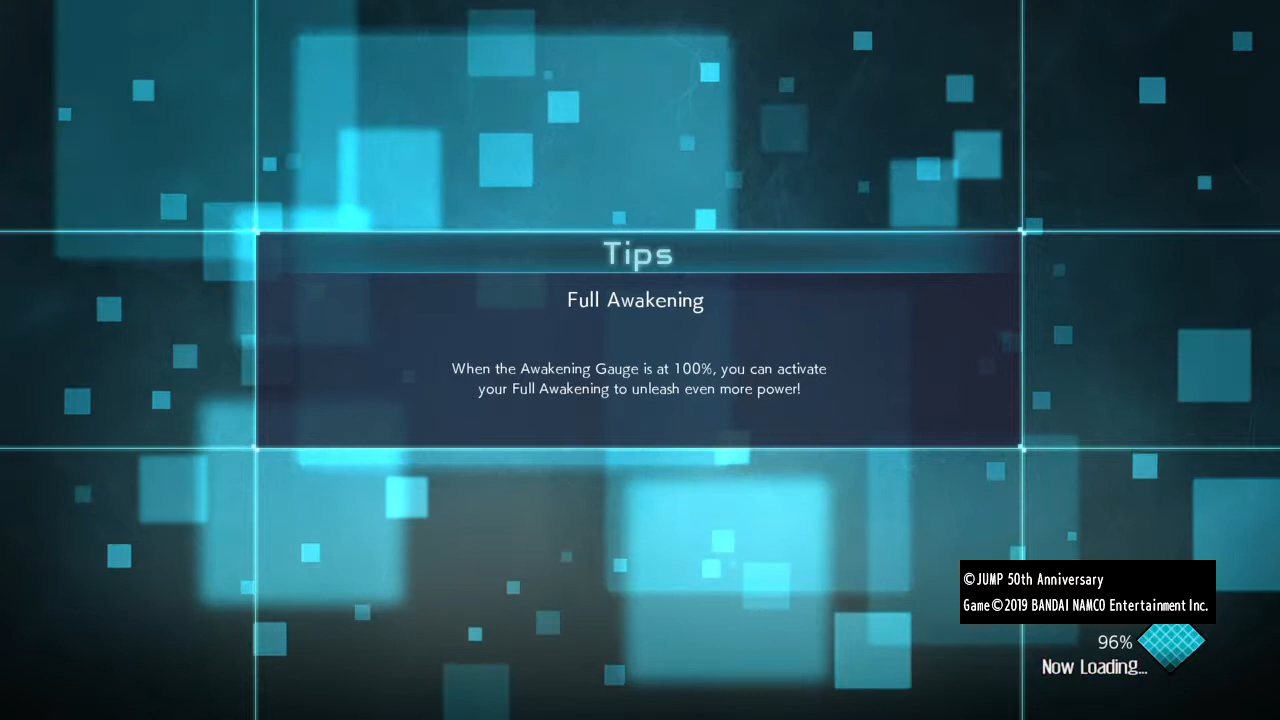 Tips
Full Awakening
When the Awakening Gauge is at 100%, you can activate
your Full Awakening to unleash even more power!
©JUMP 50th Anniversary
Game©2019 BANDAI NAMCO Entertainment Inc.
96%
Now Loading...